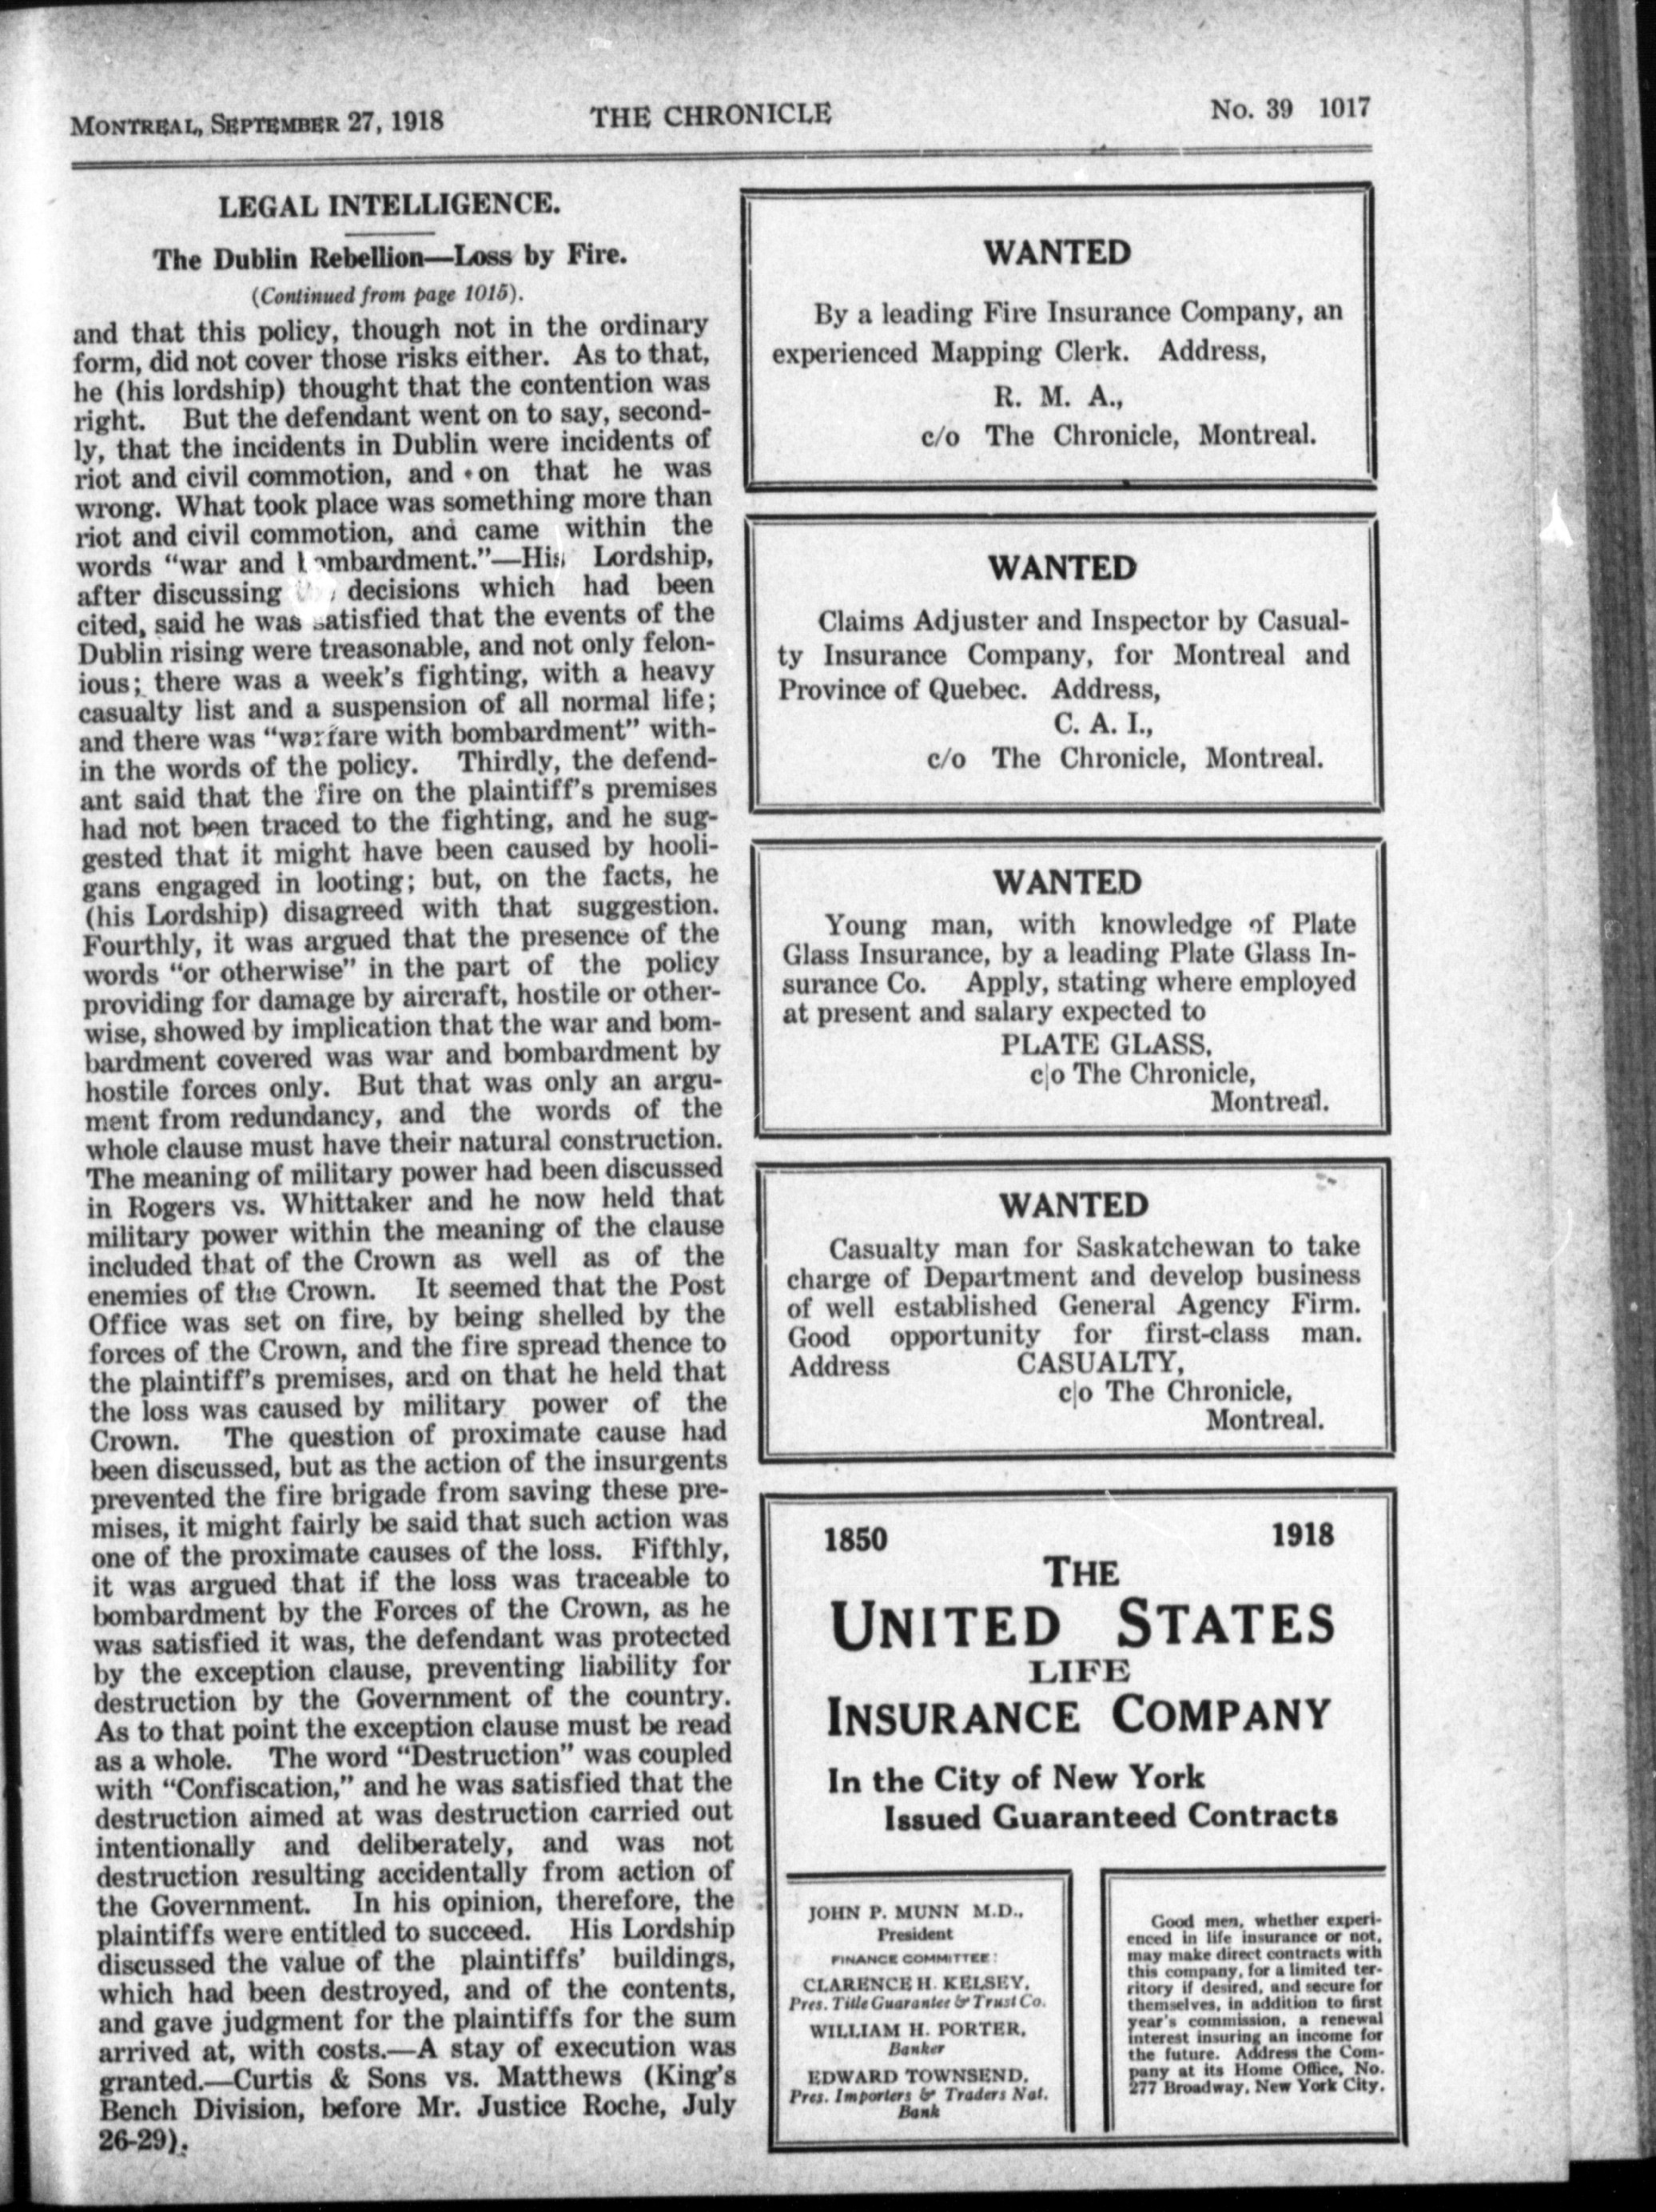 MONTREAL, SEPTEMBER 27, 1918 THE CHRONICLE No. 39 1017
LEGAL INTELLIGENCE.
The Dublin Rebellion—Loss by Fire.
(Continued from page 1015).
and that this policy, though not in the ordinary
form, did not cover those risks either. As to that,
he (his lordship) thought that the contention was
right. But the defendant went on to say, second-
ly, that the incidents in Dublin were incidents of
riot and civil commotion, and on that he was
wrong. What took place was something more than
riot and civil commotion, and came within the
words “war and bombardment.”—His Lordship,
after discussing the decisions which had been
cited, said he was satisfied that the events of the
Dublin rising were treasonable, and not only felon-
ious; there was a week's fighting, with a heavy
casualty list and a suspension of all normal life;
and there was “warfare with bombardment” with-
in the words of the policy. Thirdly, the defend-
ant said that the fire on the plaintiff's premises
had not been traced to the fighting, and he sug-
gested that it might have been caused by hooli-
gans engaged in looting; but, on the facts, he
(his Lordship) disagreed with that suggestion.
Fourthly, it was argued that the presence of the
words “or otherwise” in the part of the policy
providing for damage by aircraft, hostile or other-
wise, showed by implication that the war and bom-
bardment covered was war and bombardment by
hostile forces only. But that was only an argu-
ment from redundancy, and the words of the
whole clause must have their natural construction.
The meaning of military power had been discussed
in Rogers vs. Whittaker and he now held that
military power within the meaning of the clause
included that of the Crown as well as of the
enemies of the Crown. It seemed that the Post
Office was set on fire, by being shelled by the
forces of the Crown, and the fire spread thence to
the plaintiff's premises, and on that he held that
the loss was caused by military power of the
Crown. The question of proximate cause had
been discussed, but as the action of the insurgents
prevented the fire brigade from saving these pre-
mises, it might fairly be said that such action was
one of the proximate causes of the loss. Fifthly,
it was argued that if the loss was traceable to
bombardment by the Forces of the Crown, as he
was satisfied it was, the defendant was protected
by the exception clause, preventing liability for
destruction by the Government of the country.
As to that point the exception clause must be read
as a whole. The word “Destruction” was coupled
with “Confiscation,” and he was satisfied that the
destruction aimed at was destruction carried out
intentionally and deliberately, and was not
destruction resulting accidentally from action of
the Government. In his opinion, therefore, the
plaintiffs were entitled to succeed. His Lordship
discussed the value of the plaintiffs' buildings,
which had been destroyed, and of the contents,
and gave judgment for the plaintiffs for the sum
arrived at, with costs.—A stay of execution was
granted.—Curtis & Sons vs. Matthews (King's
Bench Division, before Mr. Justice Roche, July
26-29).
WANTED
By a leading Fire Insurance Company, an
experienced Mapping Clerk. Address,
R. M. A.,
c/o The Chronicle, Montreal.
WANTED
Claims Adjuster and Inspector by Casual-
ty Insurance Company, for Montreal and
Province of Quebec. Address,
C. A. I.,
c/o The Chronicle, Montreal.
WANTED
Young man, with knowledge of Plate
Glass Insurance, by a leading Plate Glass In-
surance Co. Apply, stating where employed
at present and salary expected to
PLATE GLASS,
c|o The Chronicle,
Montreal.
WANTED
Casualty man for Saskatchewan to take
charge of Department and develop business
of well established General Agency Firm.
Good opportunity for first-class man.
Address CASUALTY,
c|o The Chronicle,
Montreal.
1850 1918
THE
UNITED STATES
LIFE
INSURANCE COMPANY
In the City of New York
Issued Guaranteed Contracts
JOHN P. MUNN M.D.,
President
FINANCE COMMITTEE:
CLARENCE H. KELSEY,
Pres. Title Guarantee & Trust Co.
WILLIAM H. PORTER,
Banker
EDWARD TOWNSEND,
Pres. Importers & Traders Nat.
Bank
Good men, whether experi-
enced in life insurance or not,
may make direct contracts with
this company, for a limited ter-
ritory if desired, and secure for
themselves, in addition to first
year's commission, a renewal
interest insuring an income for
the future. Address the Com-
pany at its Home Office, No.
277 Broadway, New York City.